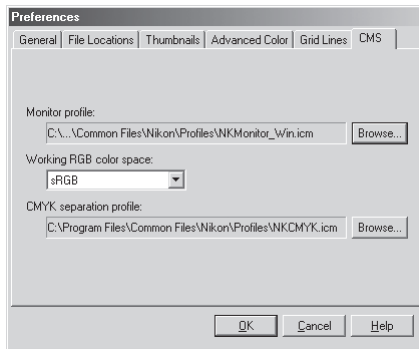 Preferences
General File Locations Thumbnails Advanced Color Grid Lines CMS
Monitor profile:
C:\...\Common Files\Nikon\Profiles\NKMonitor_Win.icm Browse...
Working RGB color space:
sRGB
CMYK separation profile:
C:\Program Files\Common Files\Nikon\Profiles\NKCMYK.icm Browse...
OK Cancel Help